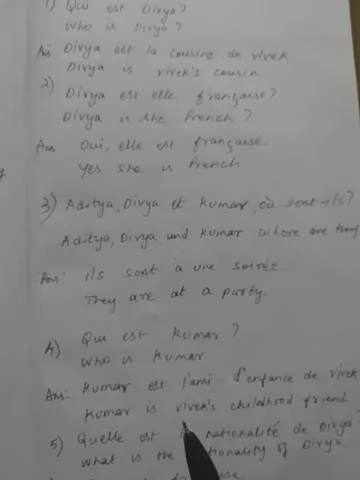 1) Qui est Divya?
Who is Divya?
An: Divya est la cousine de vivek
Divya is vivek's cousin
2) Divya est elle française?
Divya is she French?
Ans Oui, elle est française.
Yes she is French
3) Aditya, Divya et Kumar, où sont-ils?
Aditya, Divya, and Kumar where are they
Ans: ils sont à une soirée
They are at a party.
4) Qui est Kumar?
Who is Kumar
Ans: Kumar est l'ami d'enfance de vivek
Kumar is vivek's childhood friend
5) Quelle est nationalité de Divya
What is the of Divya